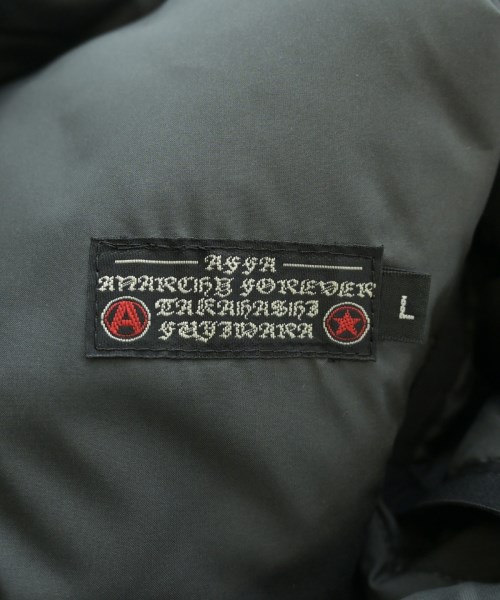 AFFA
ANARCHY FOREVER
TAKAHASHI
A
FUJIWARA
L